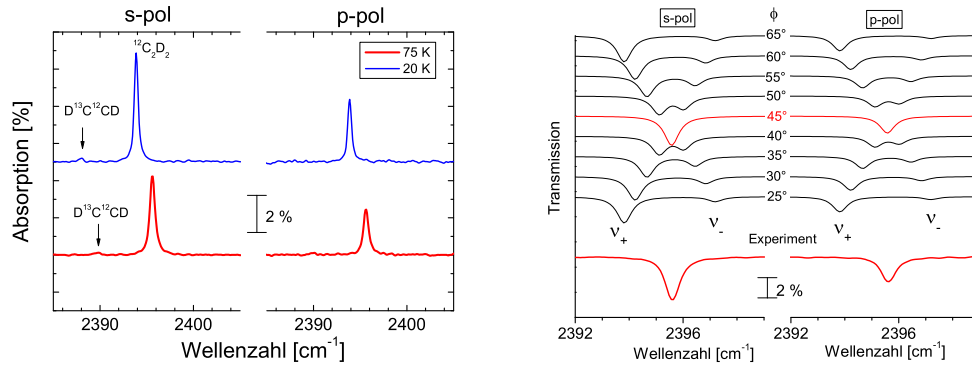 s-pol p-pol
¹²C₂D₂
75 K
20 K
D¹³C¹²CD
D¹³C¹²CD
2 %
Absorption [%]
2390 2400 2390 2400
Wellenzahl [cm⁻¹]
s-pol ϕ p-pol
65°
60°
55°
50°
45°
40°
35°
30°
25°
ν₊ ν₋ ν₊ ν₋
Experiment
2 %
Transmission
2392 2396 2392 2396
Wellenzahl [cm⁻¹] Wellenzahl [cm⁻¹]